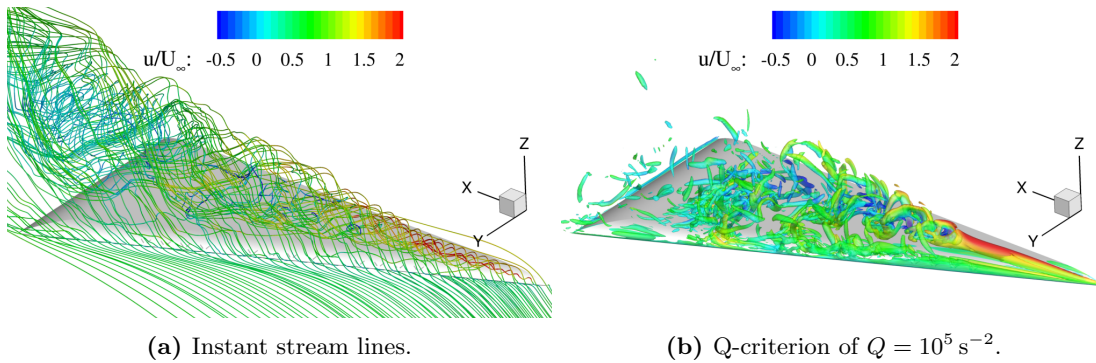 u/U∞: -0.5 0 0.5 1 1.5 2
Z
X
Y
(a) Instant stream lines.
u/U∞: -0.5 0 0.5 1 1.5 2
Z
X
Y
(b) Q-criterion of Q = 10⁵ s⁻².